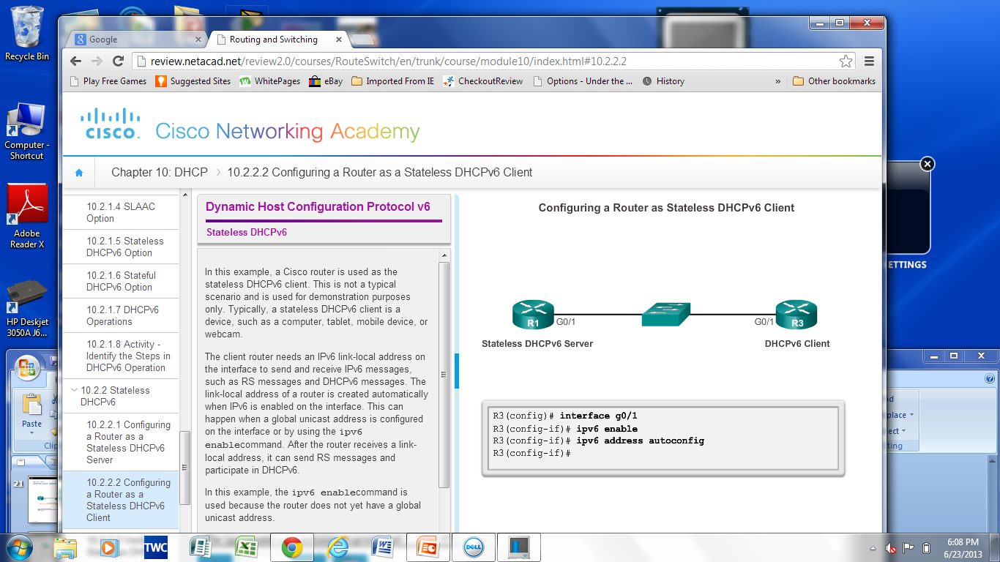 Recycle Bin
Computer -
Shortcut
Adobe
Reader X
HP Deskjet
3050A J6...
Google
Routing and Switching
review.netacad.net/review2.0/courses/RouteSwitch/en/trunk/course/module10/index.html#10.2.2.2
Play Free Games
Suggested Sites
WhitePages
eBay
Imported From IE
CheckoutReview
Options - Under the ...
History
»
Other bookmarks
CISCO
Cisco Networking Academy
Chapter 10: DHCP
10.2.2.2 Configuring a Router as a Stateless DHCPv6 Client
10.2.1.4 SLAAC
Option
10.2.1.5 Stateless
DHCPv6 Option
10.2.1.6 Stateful
DHCPv6 Option
10.2.1.7 DHCPv6
Operations
10.2.1.8 Activity -
Identify the Steps in
DHCPv6 Operation
10.2.2 Stateless
DHCPv6
10.2.2.1 Configuring
a Router as a
Stateless DHCPv6
Server
10.2.2.2 Configuring
a Router as a
Stateless DHCPv6
Client
Dynamic Host Configuration Protocol v6
Stateless DHCPv6
In this example, a Cisco router is used as the
stateless DHCPv6 client. This is not a typical
scenario and is used for demonstration purposes
only. Typically, a stateless DHCPv6 client is a
device, such as a computer, tablet, mobile device, or
webcam.
The client router needs an IPv6 link-local address on
the interface to send and receive IPv6 messages,
such as RS messages and DHCPv6 messages. The
link-local address of a router is created automatically
when IPv6 is enabled on the interface. This can
happen when a global unicast address is configured
on the interface or by using the ipv6
enablecommand. After the router receives a link-
local address, it can send RS messages and
participate in DHCPv6.
In this example, the ipv6 enablecommand is
used because the router does not yet have a global
unicast address.
Configuring a Router as Stateless DHCPv6 Client
R1
G0/1
G0/1
R3
Stateless DHCPv6 Server
DHCPv6 Client
R3(config)# interface g0/1
R3(config-if)# ipv6 enable
R3(config-if)# ipv6 address autoconfig
R3(config-if)#
ETTINGS
Paste
21
TWC
DELL
6:08 PM
6/23/2013